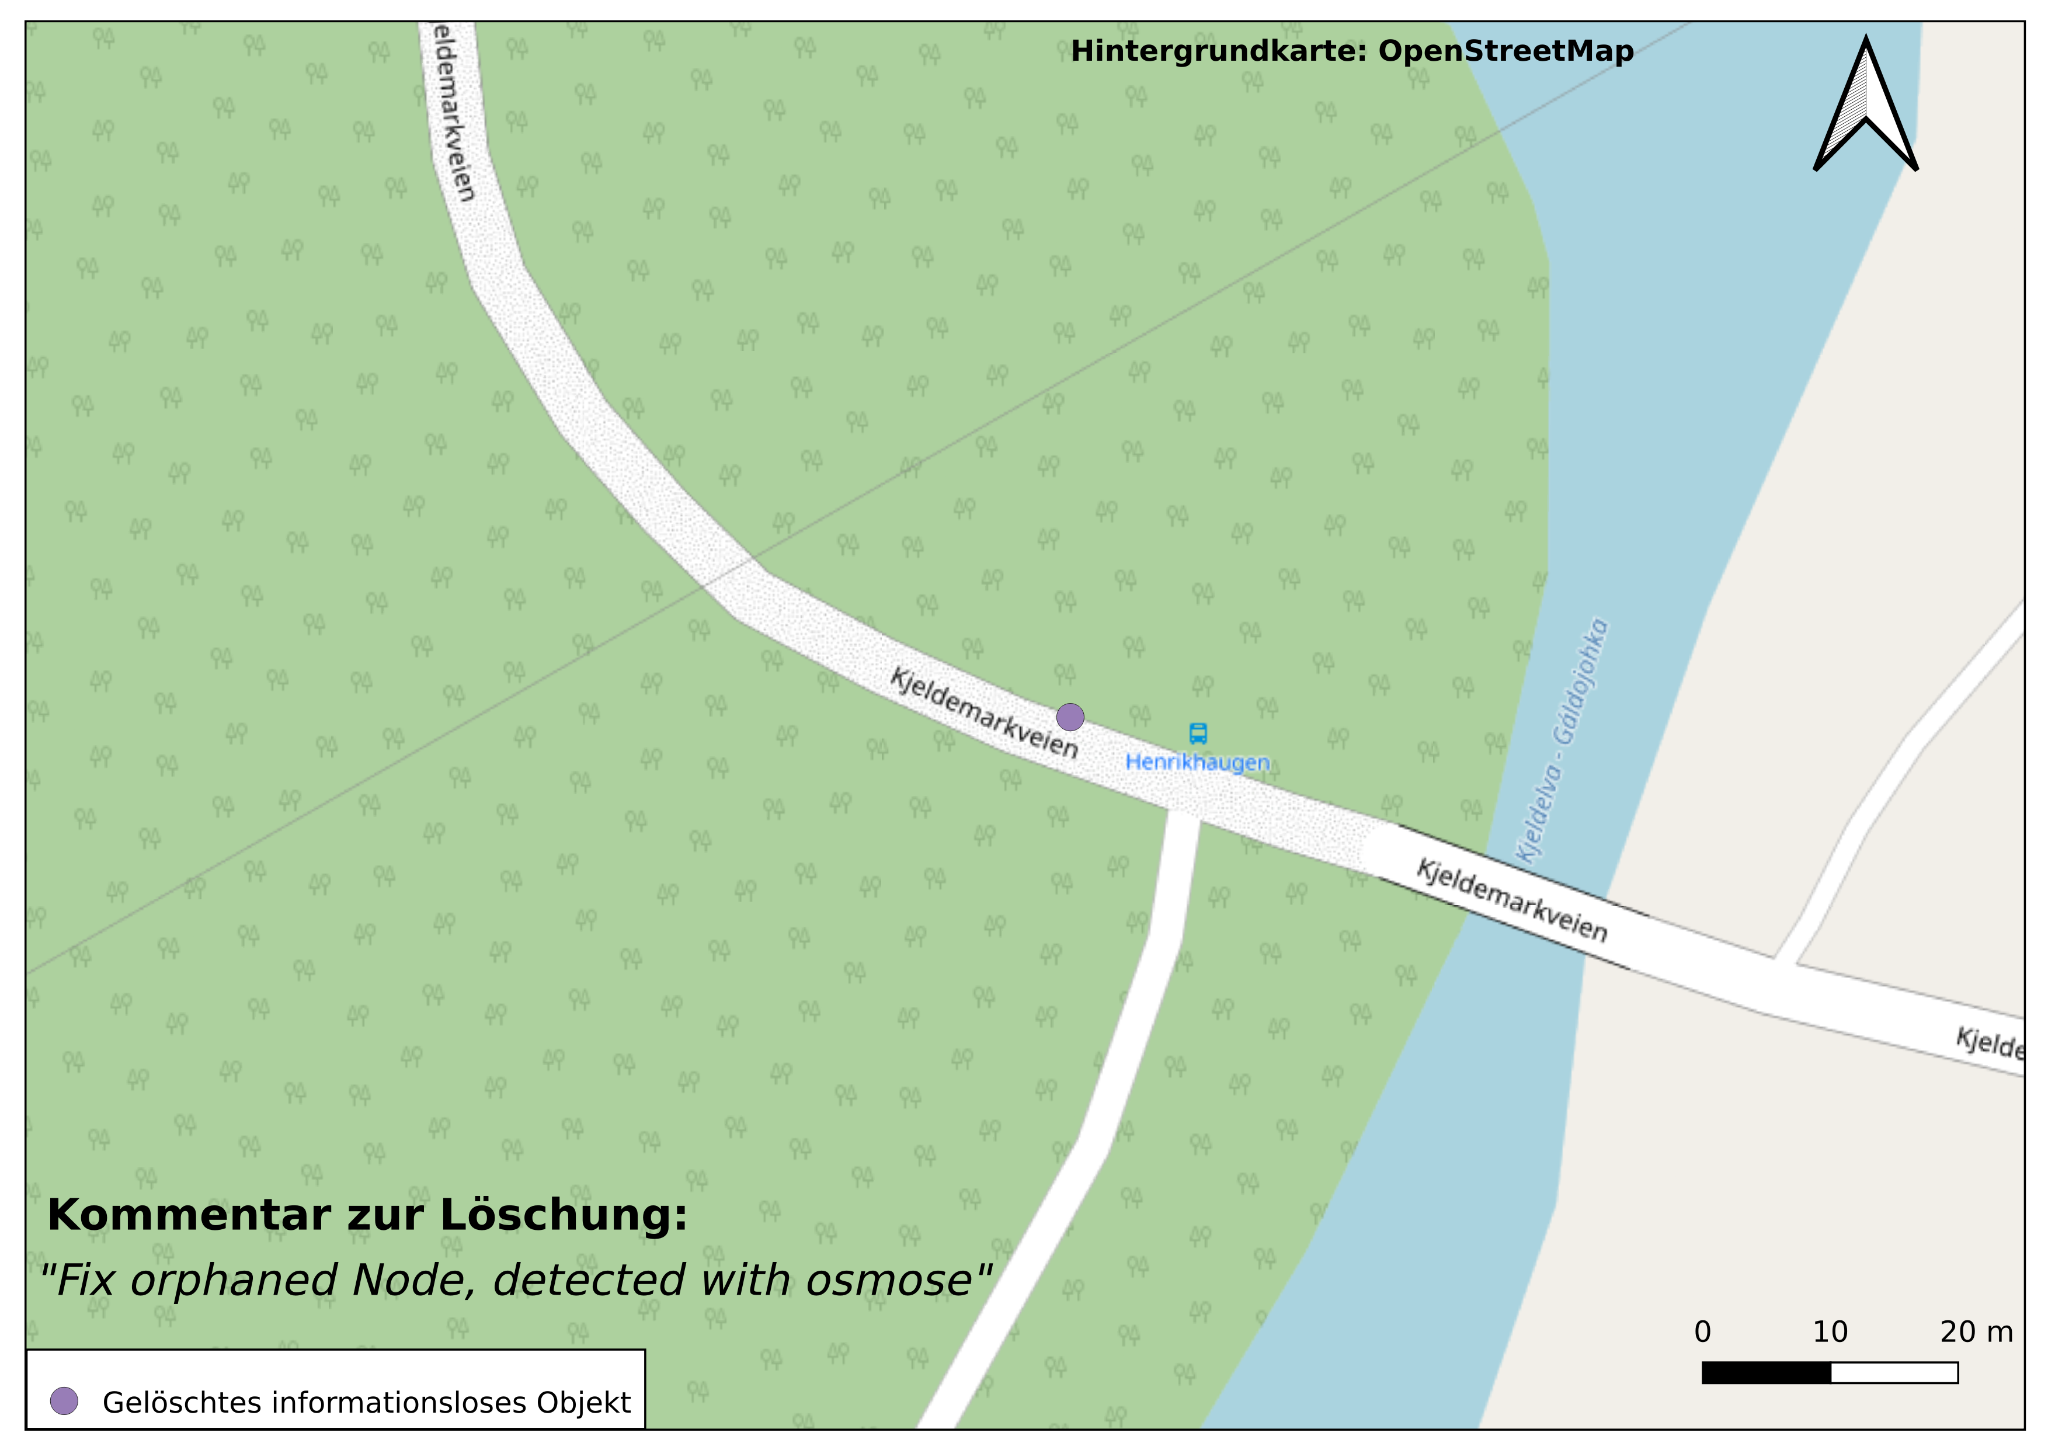 Hintergrundkarte: OpenStreetMap
eldemarkveien
Kjeldemarkveien
Henrikhaugen
Kjeldelva - Gáldojohka
Kjeldemarkveien
Kjelde
Kommentar zur Löschung:
"Fix orphaned Node, detected with osmose"
0 10 20 m
Gelöschtes informationsloses Objekt